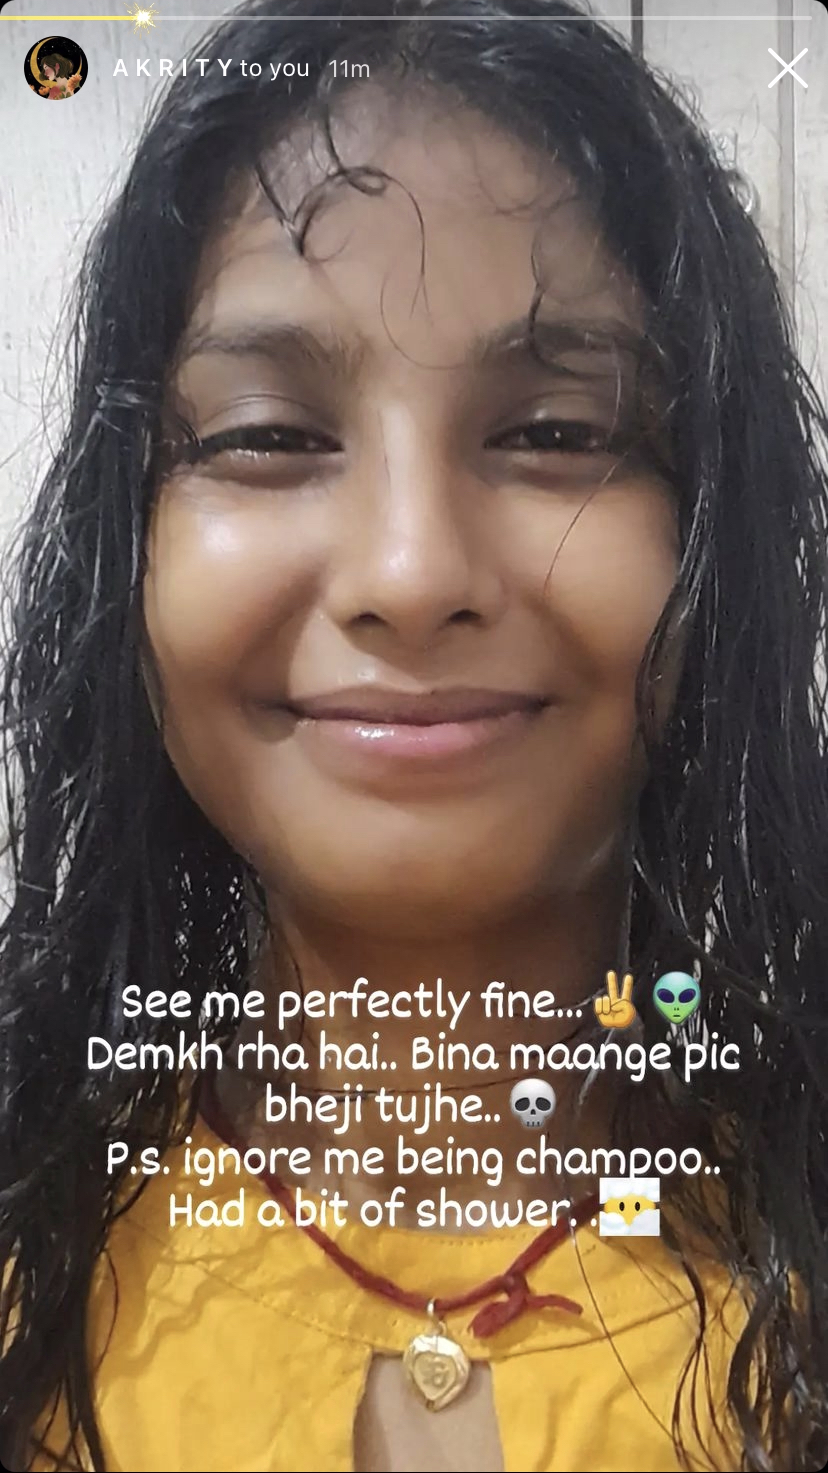 A K R I T Y to you 11m
See me perfectly fine...✌️👽
Demkh rha hai.. Bina maange pic
bheji tujhe..💀
P.s. ignore me being champoo..
Had a bit of shower. .😶‍🌫️